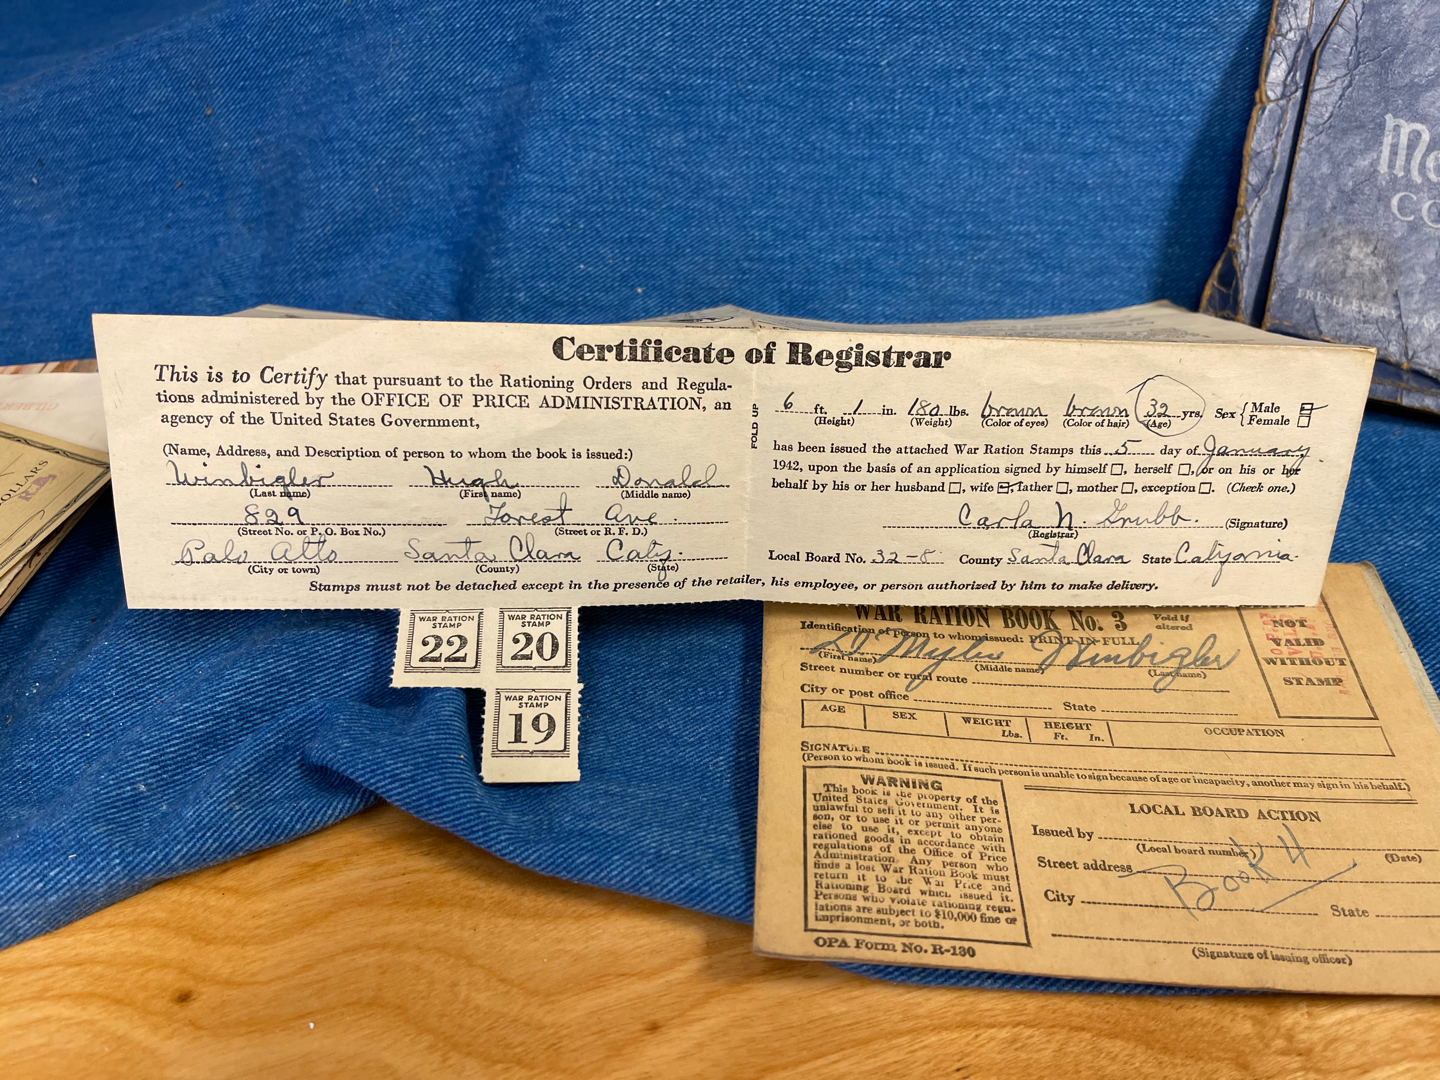 Certificate of Registrar
This is to Certify that pursuant to the Rationing Orders and Regula-
tions administered by the OFFICE OF PRICE ADMINISTRATION, an
agency of the United States Government,
(Name, Address, and Description of person to whom the book is issued:)
Winbigler Hugh Donald
(Last name) (First name) (Middle name)
829 Forest Ave.
(Street No. or P. O. Box No.) (Street or R. F. D.)
Palo Alto Santa Clara Calif.
(City or town) (County) (State)
FOLD UP
6 ft. 1 in. 180 lbs. brown brown 32 yrs. Sex { Male
(Height) (Weight) (Color of eyes) (Color of hair) (Age) Female
has been issued the attached War Ration Stamps this 5 day of January
1942, upon the basis of an application signed by himself □, herself □, or on his or her
behalf by his or her husband □, wife □, father □, mother □, exception □. (Check one.)
Carla N. Grubb. (Signature)
(Registrar)
Local Board No. 32-8 County Santa Clara State California.
Stamps must not be detached except in the presence of the retailer, his employee, or person authorized by him to make delivery.
WAR RATION
STAMP
22
WAR RATION
STAMP
20
WAR RATION
STAMP
19
WAR RATION BOOK No. 3 Void if
altered
Identification of person to whom issued: PRINT IN FULL
D Myles Winbigler
(First name) (Middle name) (Last name)
Street number or rural route
City or post office State
AGE SEX WEIGHT Lbs. HEIGHT Ft. In. OCCUPATION
SIGNATURE
(Person to whom book is issued. If such person is unable to sign because of age or incapacity, another may sign in his behalf.)
NOT
VALID
WITHOUT
STAMP
WARNING
This book is the property of the
United States Government. It is
unlawful to sell it to any other per-
son, or to use it or permit anyone
else to use it, except to obtain
rationed goods in accordance with
regulations of the Office of Price
Administration. Any person who
finds a lost War Ration Book must
return it to the War Price and
Rationing Board which issued it.
Persons who violate rationing regu-
lations are subject to $10,000 fine or
imprisonment, or both.
OPA Form No. R-130
LOCAL BOARD ACTION
Issued by
(Local board number) (Date)
Street address
Book 4
City State
(Signature of issuing officer)
DOLLARS
Me
CO